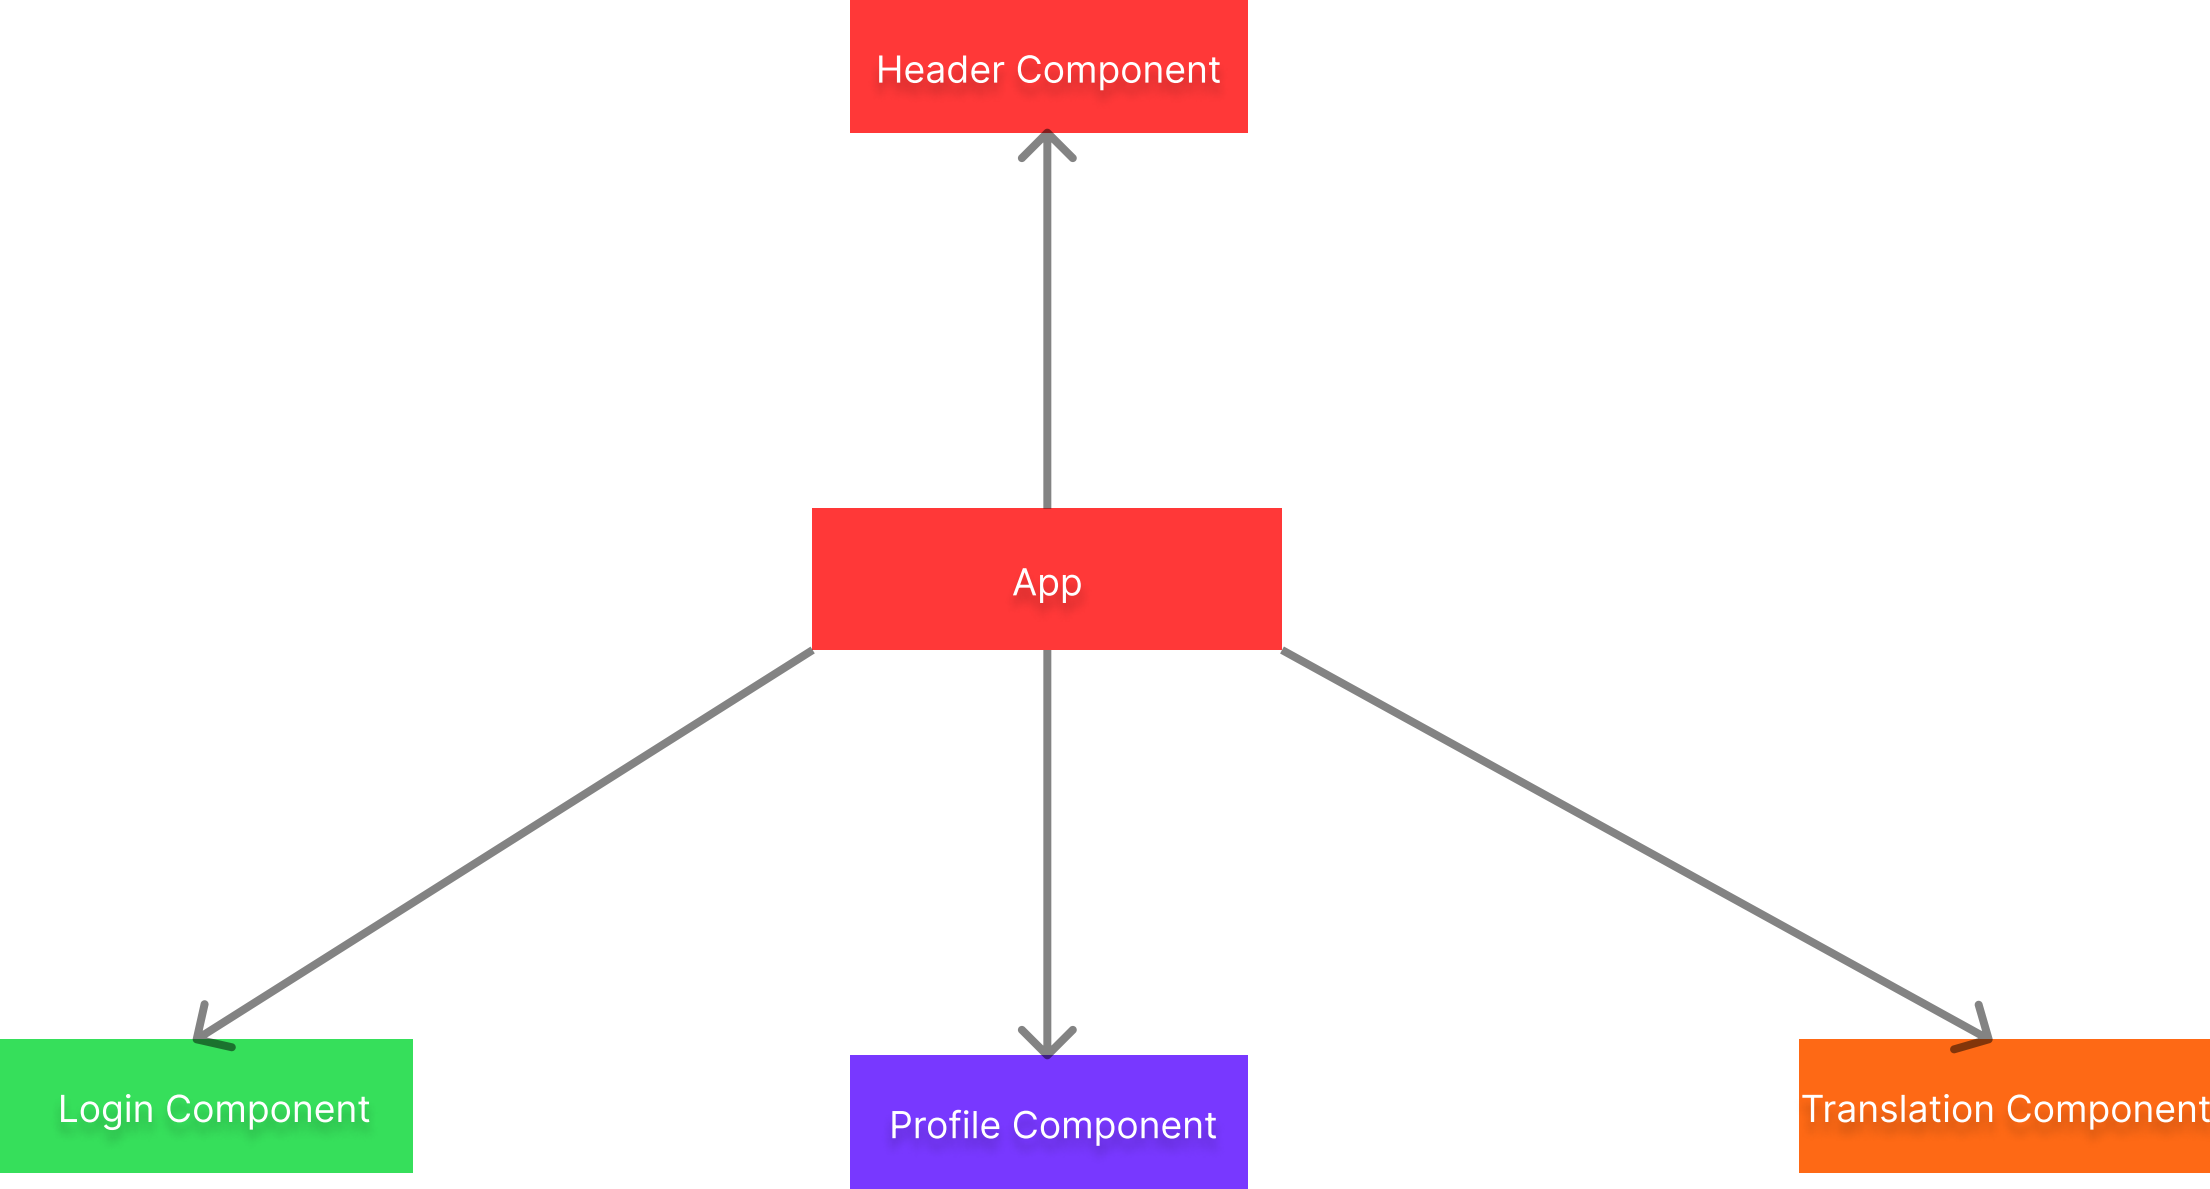 Header Component
App
Login Component
Profile Component
Translation Component